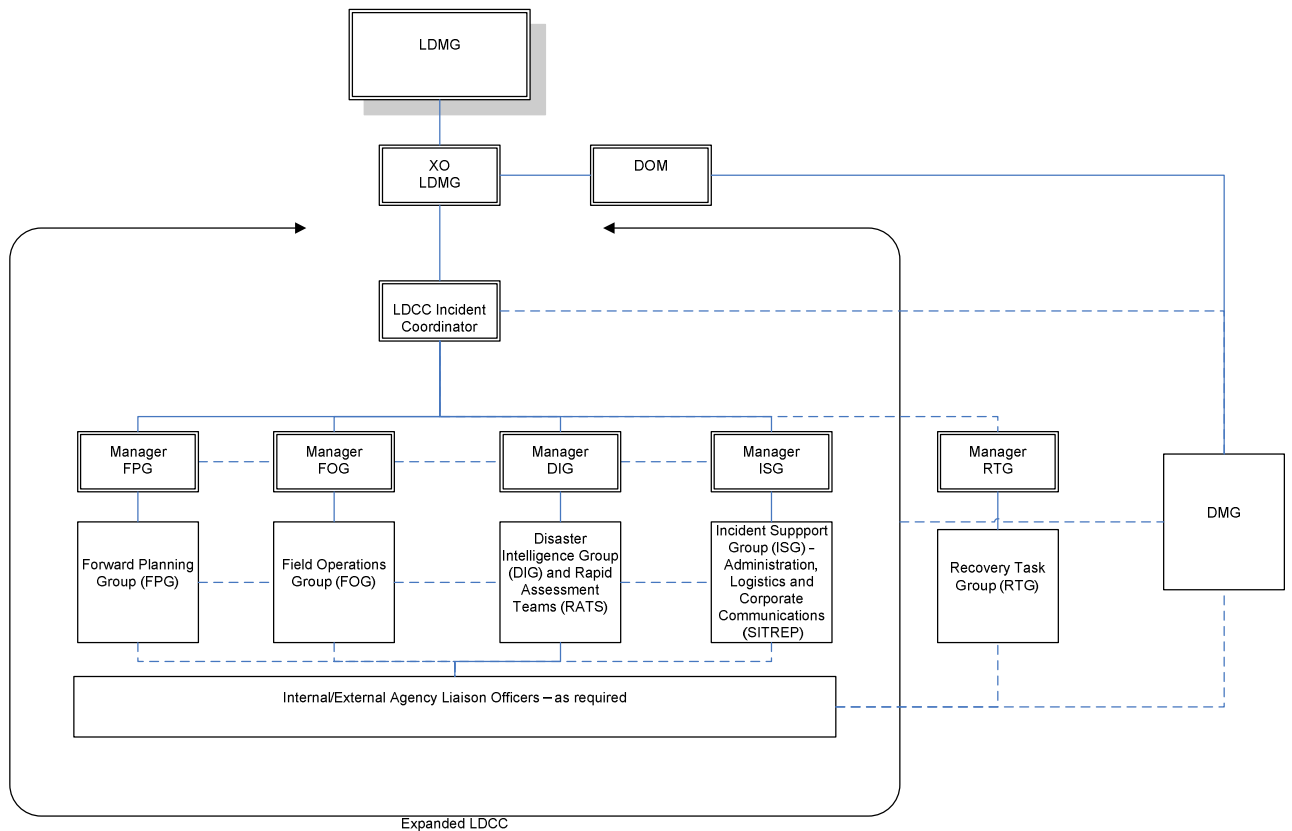 LDMG
XO
LDMG
DOM
LDCC Incident
Coordinator
Manager
FPG
Manager
FOG
Manager
DIG
Manager
ISG
Manager
RTG
DMG
Forward Planning
Group (FPG)
Field Operations
Group (FOG)
Disaster
Intelligence Group
(DIG) and Rapid
Assessment
Teams (RATS)
Incident Suppport
Group (ISG) –
Administration,
Logistics and
Corporate
Communications
(SITREP)
Recovery Task
Group (RTG)
Internal/External Agency Liaison Officers – as required
Expanded LDCC